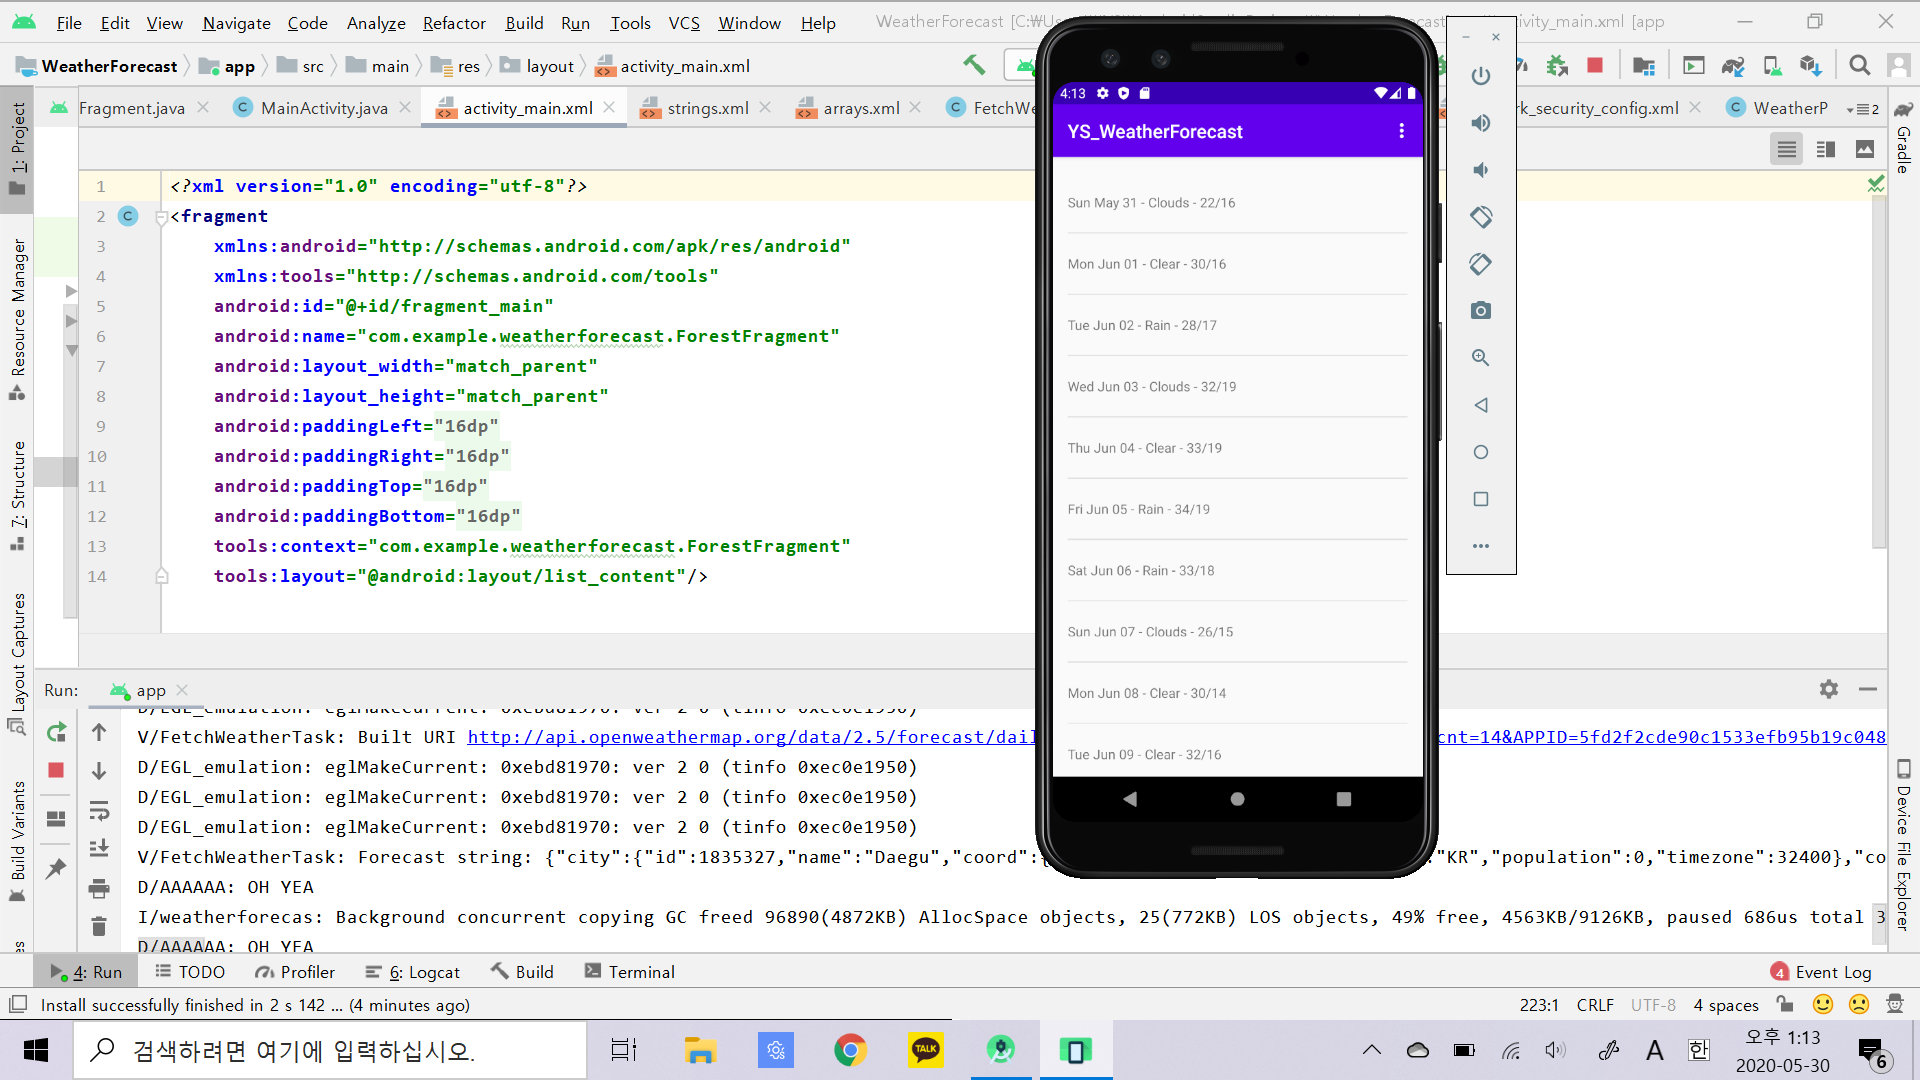 File Edit View Navigate Code Analyze Refactor Build Run Tools VCS Window Help WeatherForecast
WeatherForecast app src main res layout activity_main.xml
Fragment.java MainActivity.java activity_main.xml strings.xml arrays.xml FetchWe
k_security_config.xml WeatherP 2
1: Project
Resource Manager
7: Structure
Layout Captures
Build Variants
Gradle
Device File Explorer
1 <?xml version="1.0" encoding="utf-8"?>
2 <fragment
3 xmlns:android="http://schemas.android.com/apk/res/android"
4 xmlns:tools="http://schemas.android.com/tools"
5 android:id="@+id/fragment_main"
6 android:name="com.example.weatherforecast.ForestFragment"
7 android:layout_width="match_parent"
8 android:layout_height="match_parent"
9 android:paddingLeft="16dp"
10 android:paddingRight="16dp"
11 android:paddingTop="16dp"
12 android:paddingBottom="16dp"
13 tools:context="com.example.weatherforecast.ForestFragment"
14 tools:layout="@android:layout/list_content"/>
4:13
YS_WeatherForecast
Sun May 31 - Clouds - 22/16
Mon Jun 01 - Clear - 30/16
Tue Jun 02 - Rain - 28/17
Wed Jun 03 - Clouds - 32/19
Thu Jun 04 - Clear - 33/19
Fri Jun 05 - Rain - 34/19
Sat Jun 06 - Rain - 33/18
Sun Jun 07 - Clouds - 26/15
Mon Jun 08 - Clear - 30/14
Tue Jun 09 - Clear - 32/16
Run: app
D/EGL_emulation: eglMakeCurrent: 0xebd81970: ver 2 0 (tinfo 0xec0e1950)
V/FetchWeatherTask: Built URI http://api.openweathermap.org/data/2.5/forecast/dail cnt=14&APPID=5fd2f2cde90c1533efb95b19c048
D/EGL_emulation: eglMakeCurrent: 0xebd81970: ver 2 0 (tinfo 0xec0e1950)
D/EGL_emulation: eglMakeCurrent: 0xebd81970: ver 2 0 (tinfo 0xec0e1950)
D/EGL_emulation: eglMakeCurrent: 0xebd81970: ver 2 0 (tinfo 0xec0e1950)
V/FetchWeatherTask: Forecast string: {"city":{"id":1835327,"name":"Daegu","coord":{ "KR","population":0,"timezone":32400},"co
D/AAAAAA: OH YEA
I/weatherforecas: Background concurrent copying GC freed 96890(4872KB) AllocSpace objects, 25(772KB) LOS objects, 49% free, 4563KB/9126KB, paused 686us total 3
D/AAAAAA: OH YEA
4: Run TODO Profiler 6: Logcat Build Terminal 4 Event Log
Install successfully finished in 2 s 142 ... (4 minutes ago) 223:1 CRLF UTF-8 4 spaces
검색하려면 여기에 입력하십시오. TALK A 한 오후 1:13
2020-05-30 6